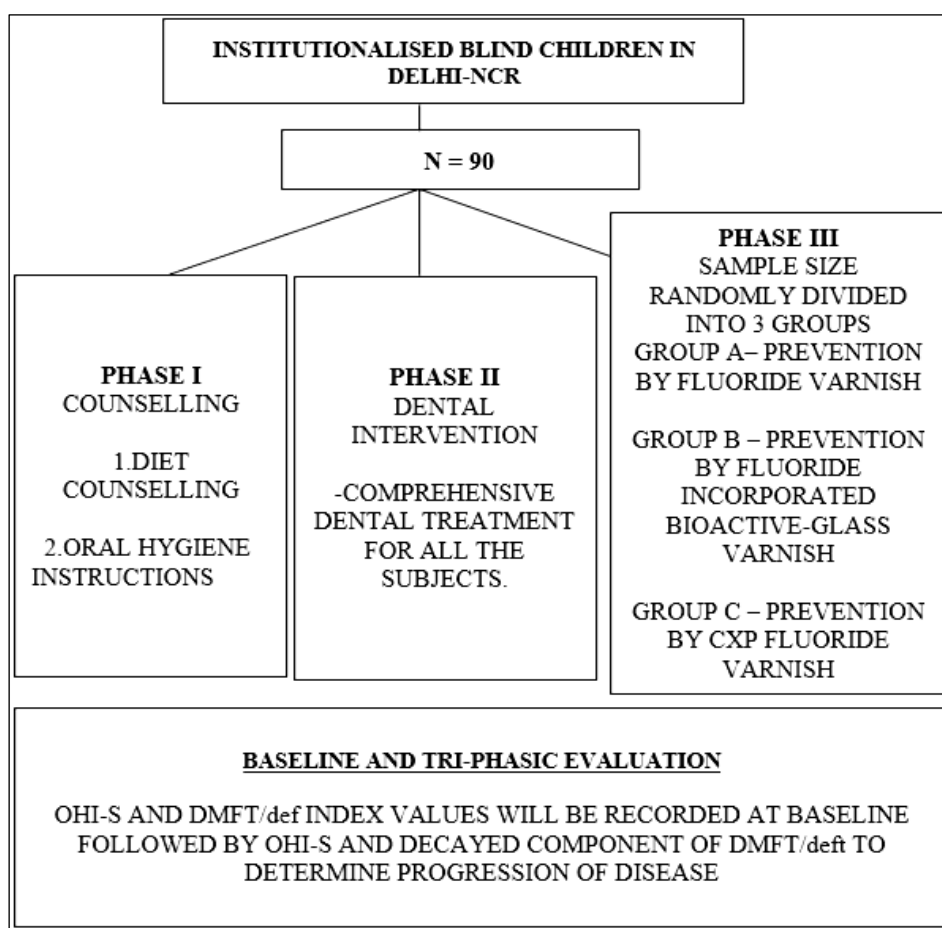 INSTITUTIONALISED BLIND CHILDREN IN
DELHI-NCR
N = 90
PHASE I
COUNSELLING
1.DIET
COUNSELLING
2.ORAL HYGIENE
INSTRUCTIONS
PHASE II
DENTAL
INTERVENTION
-COMPREHENSIVE
DENTAL TREATMENT
FOR ALL THE
SUBJECTS.
PHASE III
SAMPLE SIZE
RANDOMLY DIVIDED
INTO 3 GROUPS
GROUP A– PREVENTION
BY FLUORIDE VARNISH
GROUP B – PREVENTION
BY FLUORIDE
INCORPORATED
BIOACTIVE-GLASS
VARNISH
GROUP C – PREVENTION
BY CXP FLUORIDE
VARNISH
BASELINE AND TRI-PHASIC EVALUATION
OHI-S AND DMFT/def INDEX VALUES WILL BE RECORDED AT BASELINE
FOLLOWED BY OHI-S AND DECAYED COMPONENT OF DMFT/deft TO
DETERMINE PROGRESSION OF DISEASE